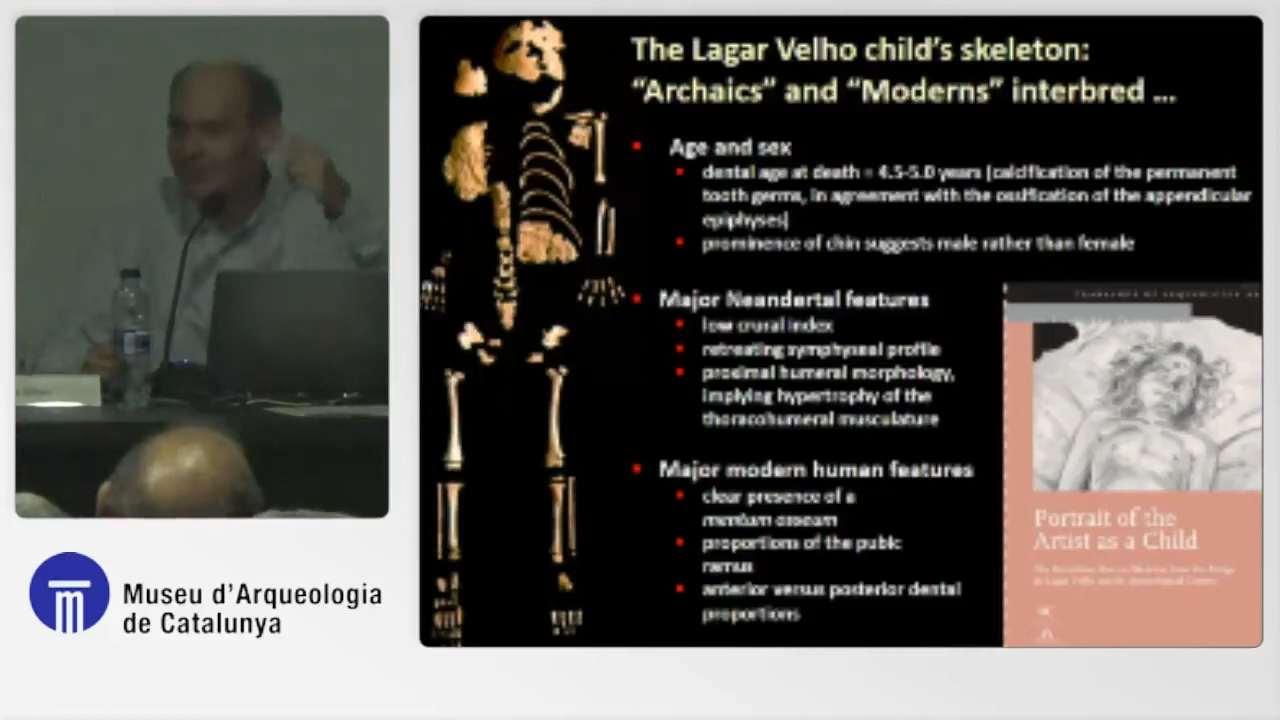 The Lagar Velho child's skeleton:
"Archaics" and "Moderns" interbred ...
Age and sex
dental age at death = 4.5-5.0 years (calcification of the permanent
tooth germs, in agreement with the ossification of the appendicular
epiphyses)
prominence of chin suggests male rather than female
Major Neandertal features
low crural index
retreating symphyseal profile
proximal humeral morphology,
implying hypertrophy of the
thoracohumeral musculature
Major modern human features
clear presence of a
mentum osseum
proportions of the pubic
ramus
anterior versus posterior dental
proportions
Portrait of the
Artist as a Child
Museu d'Arqueologia
de Catalunya